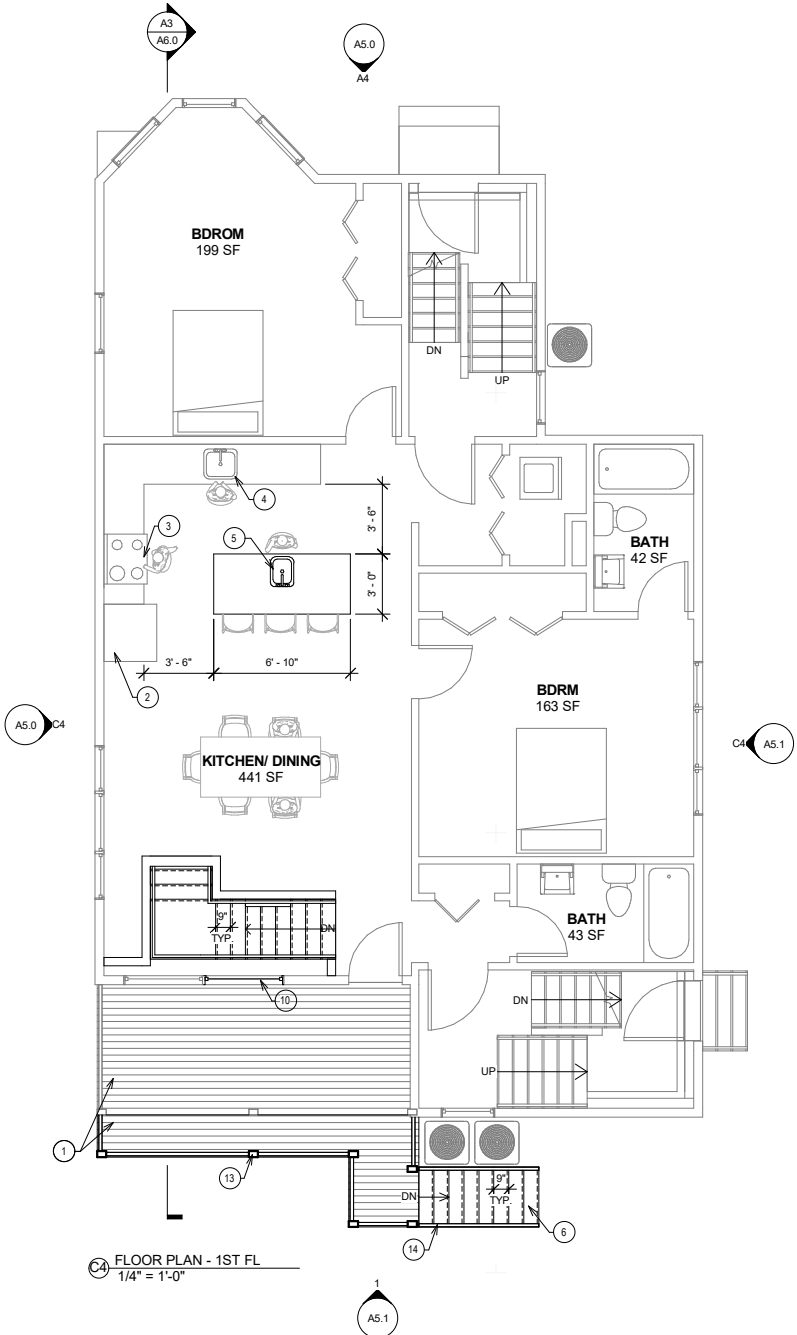 A3
A6.0
A5.0
A4
BDROM
199 SF
DN
UP
4
3
5
3' - 6"
3' - 0"
BATH
42 SF
3' - 6"
6' - 10"
2
BDRM
163 SF
A5.0
C4
C4
A5.1
KITCHEN/ DINING
441 SF
9"
TYP.
DN
BATH
43 SF
10
DN
UP
1
13
DN
9"
TYP.
6
14
C4
FLOOR PLAN - 1ST FL
1/4" = 1'-0"
1
A5.1